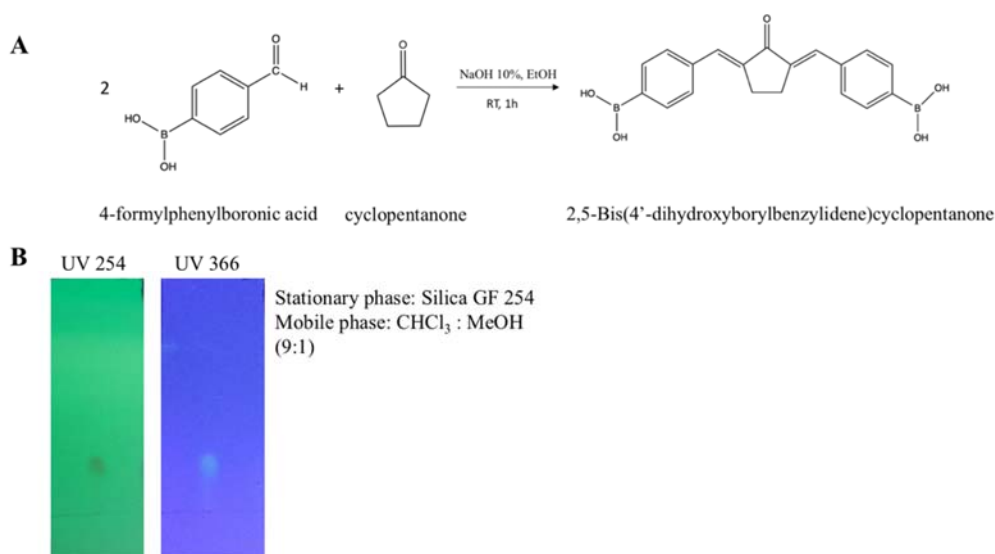 A
2
O
C
H
HO
B
OH
+
O
NaOH 10%, EtOH
RT, 1h
O
HO
B
OH
B
OH
OH
4-formylphenylboronic acid
cyclopentanone
2,5-Bis(4’-dihydroxyborylbenzylidene)cyclopentanone
B
UV 254
UV 366
Stationary phase: Silica GF 254
Mobile phase: CHCl₃ : MeOH
(9:1)